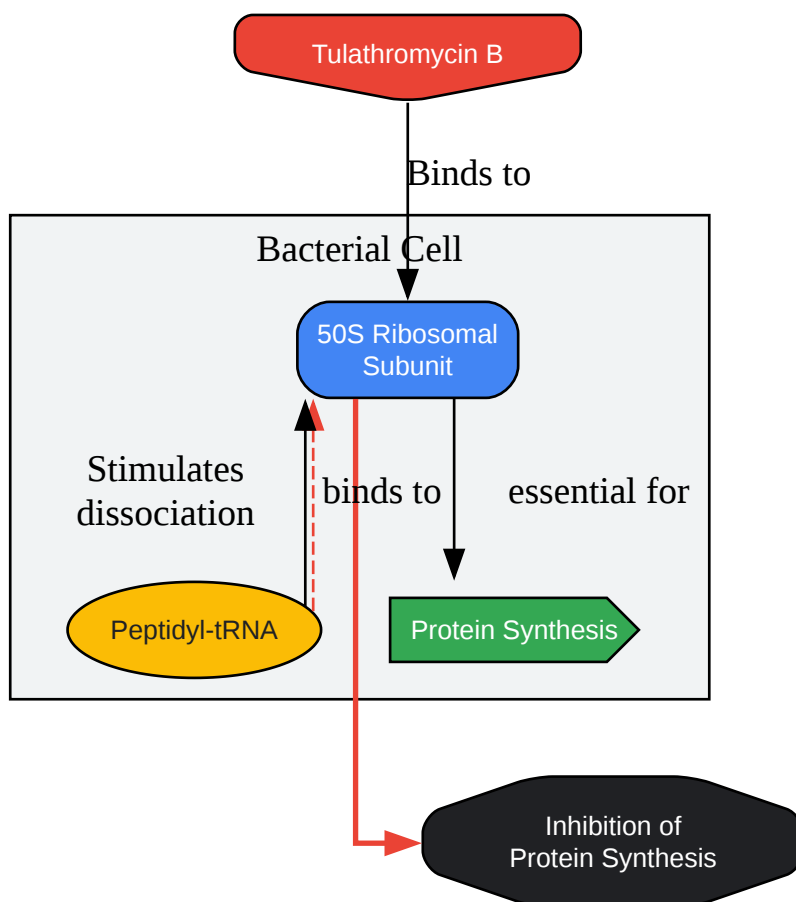 Tulathromycin B
Binds to
Bacterial Cell
50S Ribosomal
Subunit
Stimulates
dissociation
binds to
essential for
Peptidyl-tRNA
Protein Synthesis
Inhibition of
Protein Synthesis